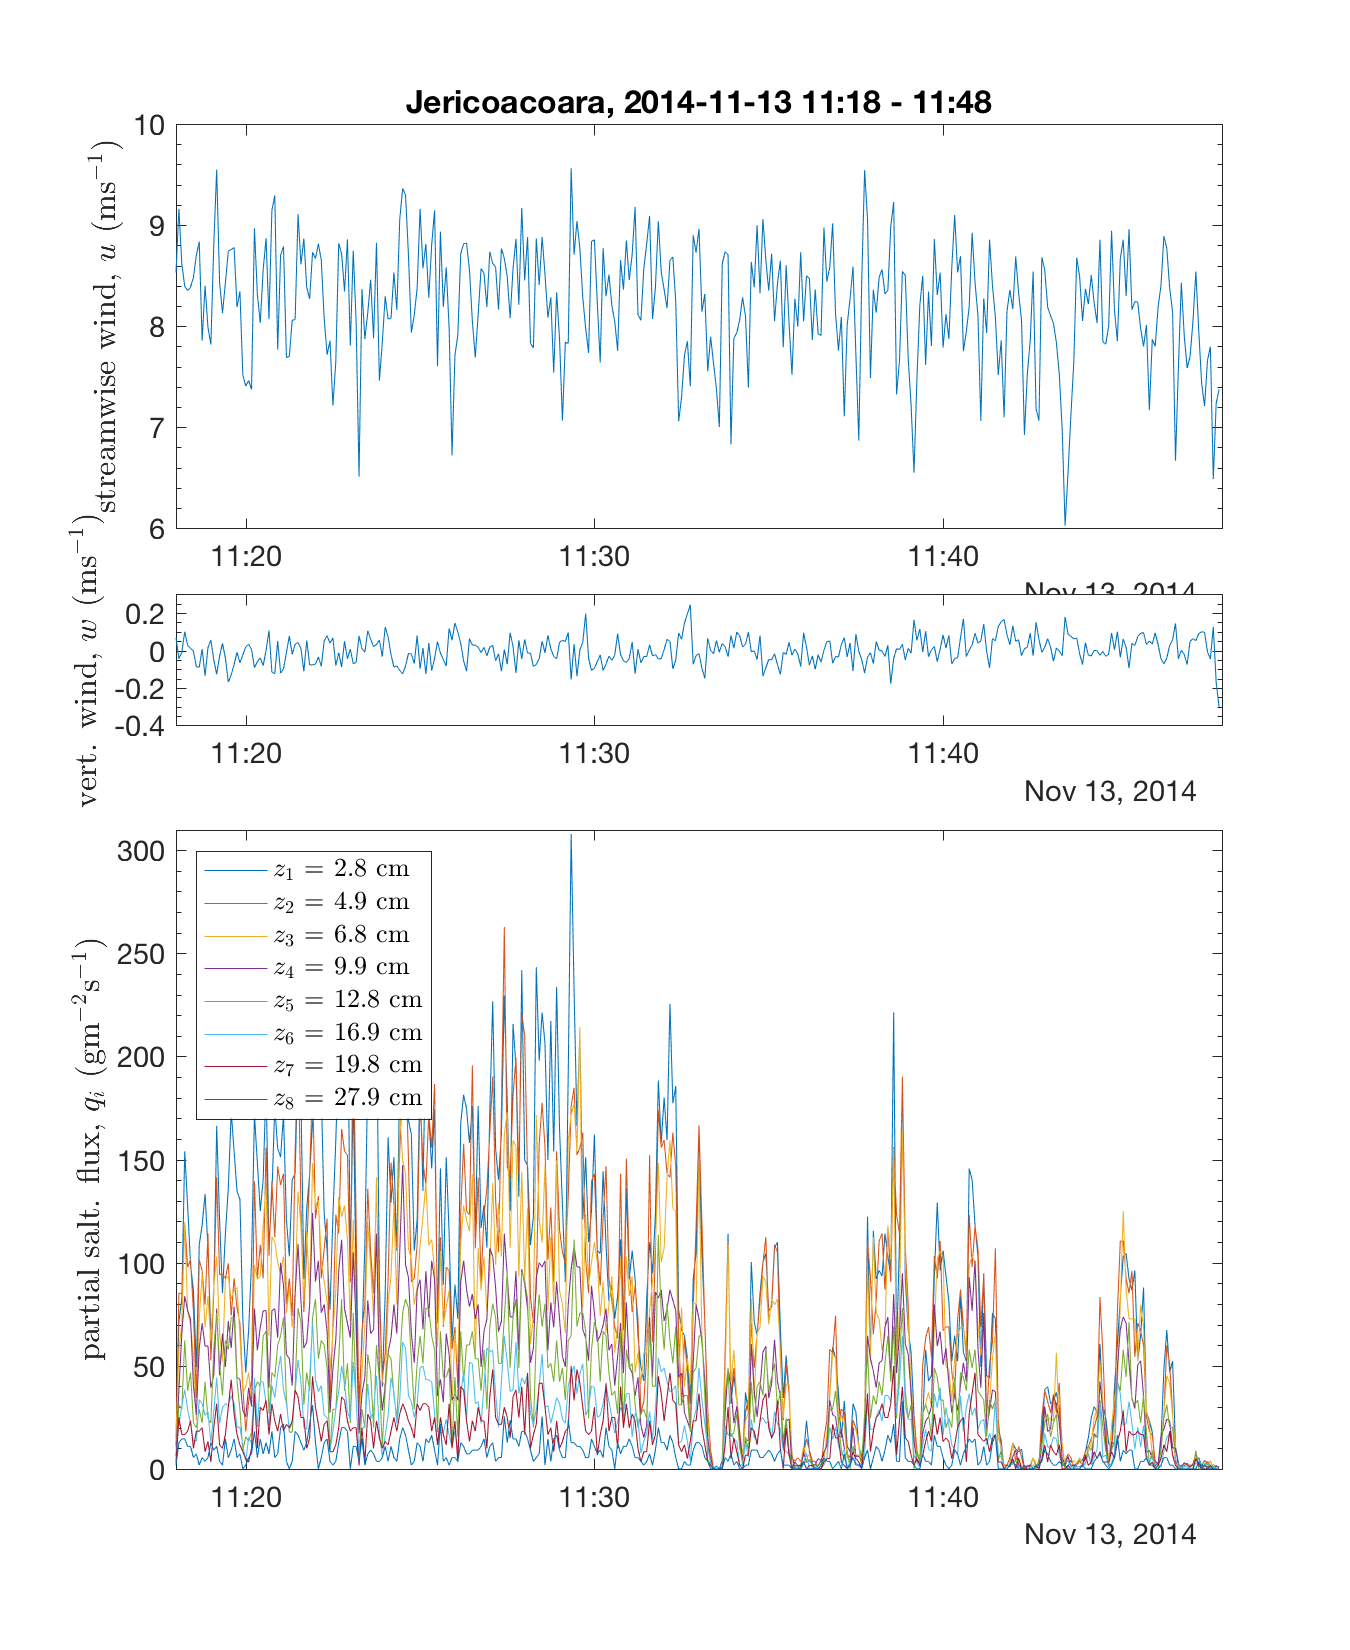 Jericoacoara, 2014-11-13 11:18 - 11:48
streamwise wind, u (ms⁻¹)
10
9
8
7
6
11:20 11:30 11:40
Nov 13, 2014
vert. wind, w (ms⁻¹)
0.2
0
-0.2
-0.4
11:20 11:30 11:40
Nov 13, 2014
partial salt. flux, qᵢ (gm⁻²s⁻¹)
300
250
200
150
100
50
0
z₁ = 2.8 cm
z₂ = 4.9 cm
z₃ = 6.8 cm
z₄ = 9.9 cm
z₅ = 12.8 cm
z₆ = 16.9 cm
z₇ = 19.8 cm
z₈ = 27.9 cm
11:20 11:30 11:40
Nov 13, 2014